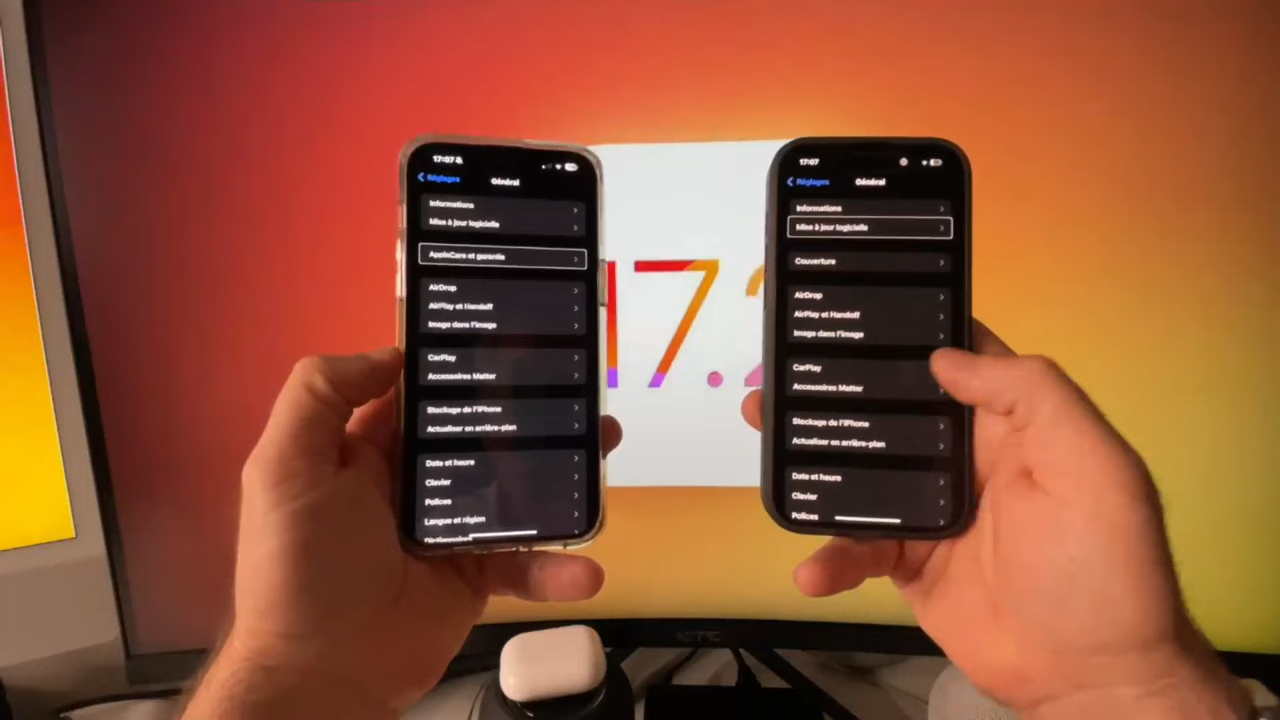 17:07
Réglages
Général
Informations
Mise à jour logicielle
AppleCare et garantie
AirDrop
AirPlay et Handoff
Image dans l'image
CarPlay
Accessoires Matter
Stockage de l'iPhone
Actualiser en arrière-plan
Date et heure
Clavier
Polices
Langue et région
Dictionnaire
17.2
17:07
Réglages
Général
Informations
Mise à jour logicielle
Couverture
AirDrop
AirPlay et Handoff
Image dans l'image
CarPlay
Accessoires Matter
Stockage de l'iPhone
Actualiser en arrière-plan
Date et heure
Clavier
Polices
KTC